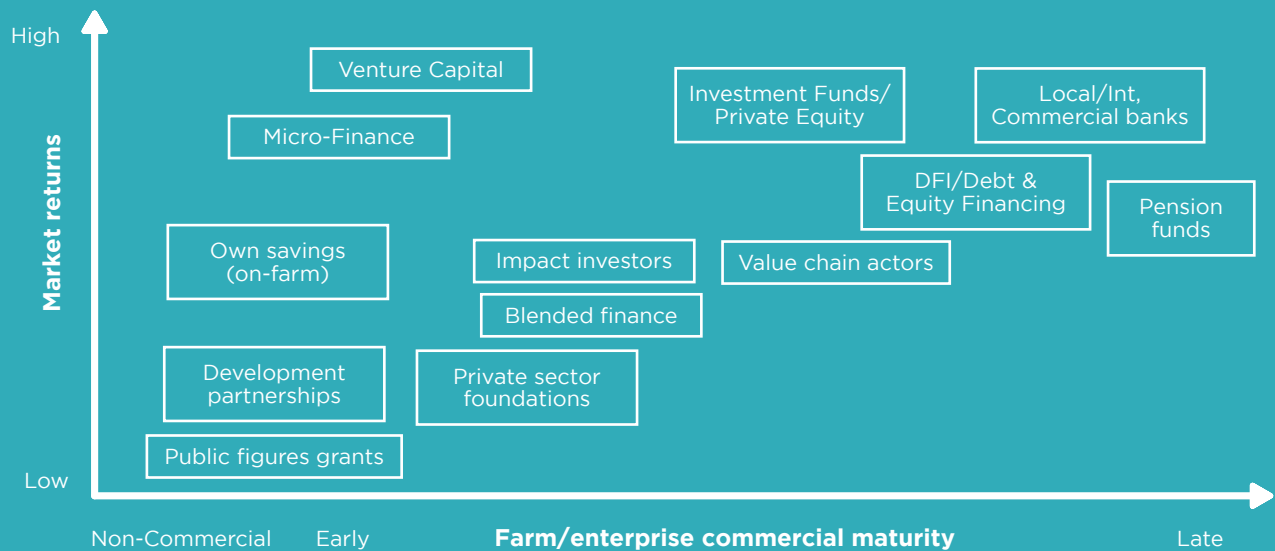 High
Venture Capital
Investment Funds/
Private Equity
Local/Int,
Commercial banks
Micro-Finance
Market returns
DFI/Debt &
Equity Financing
Pension
funds
Own savings
(on-farm)
Impact investors
Value chain actors
Blended finance
Development
partnerships
Private sector
foundations
Public figures grants
Low
Non-Commercial
Early
Farm/enterprise commercial maturity
Late